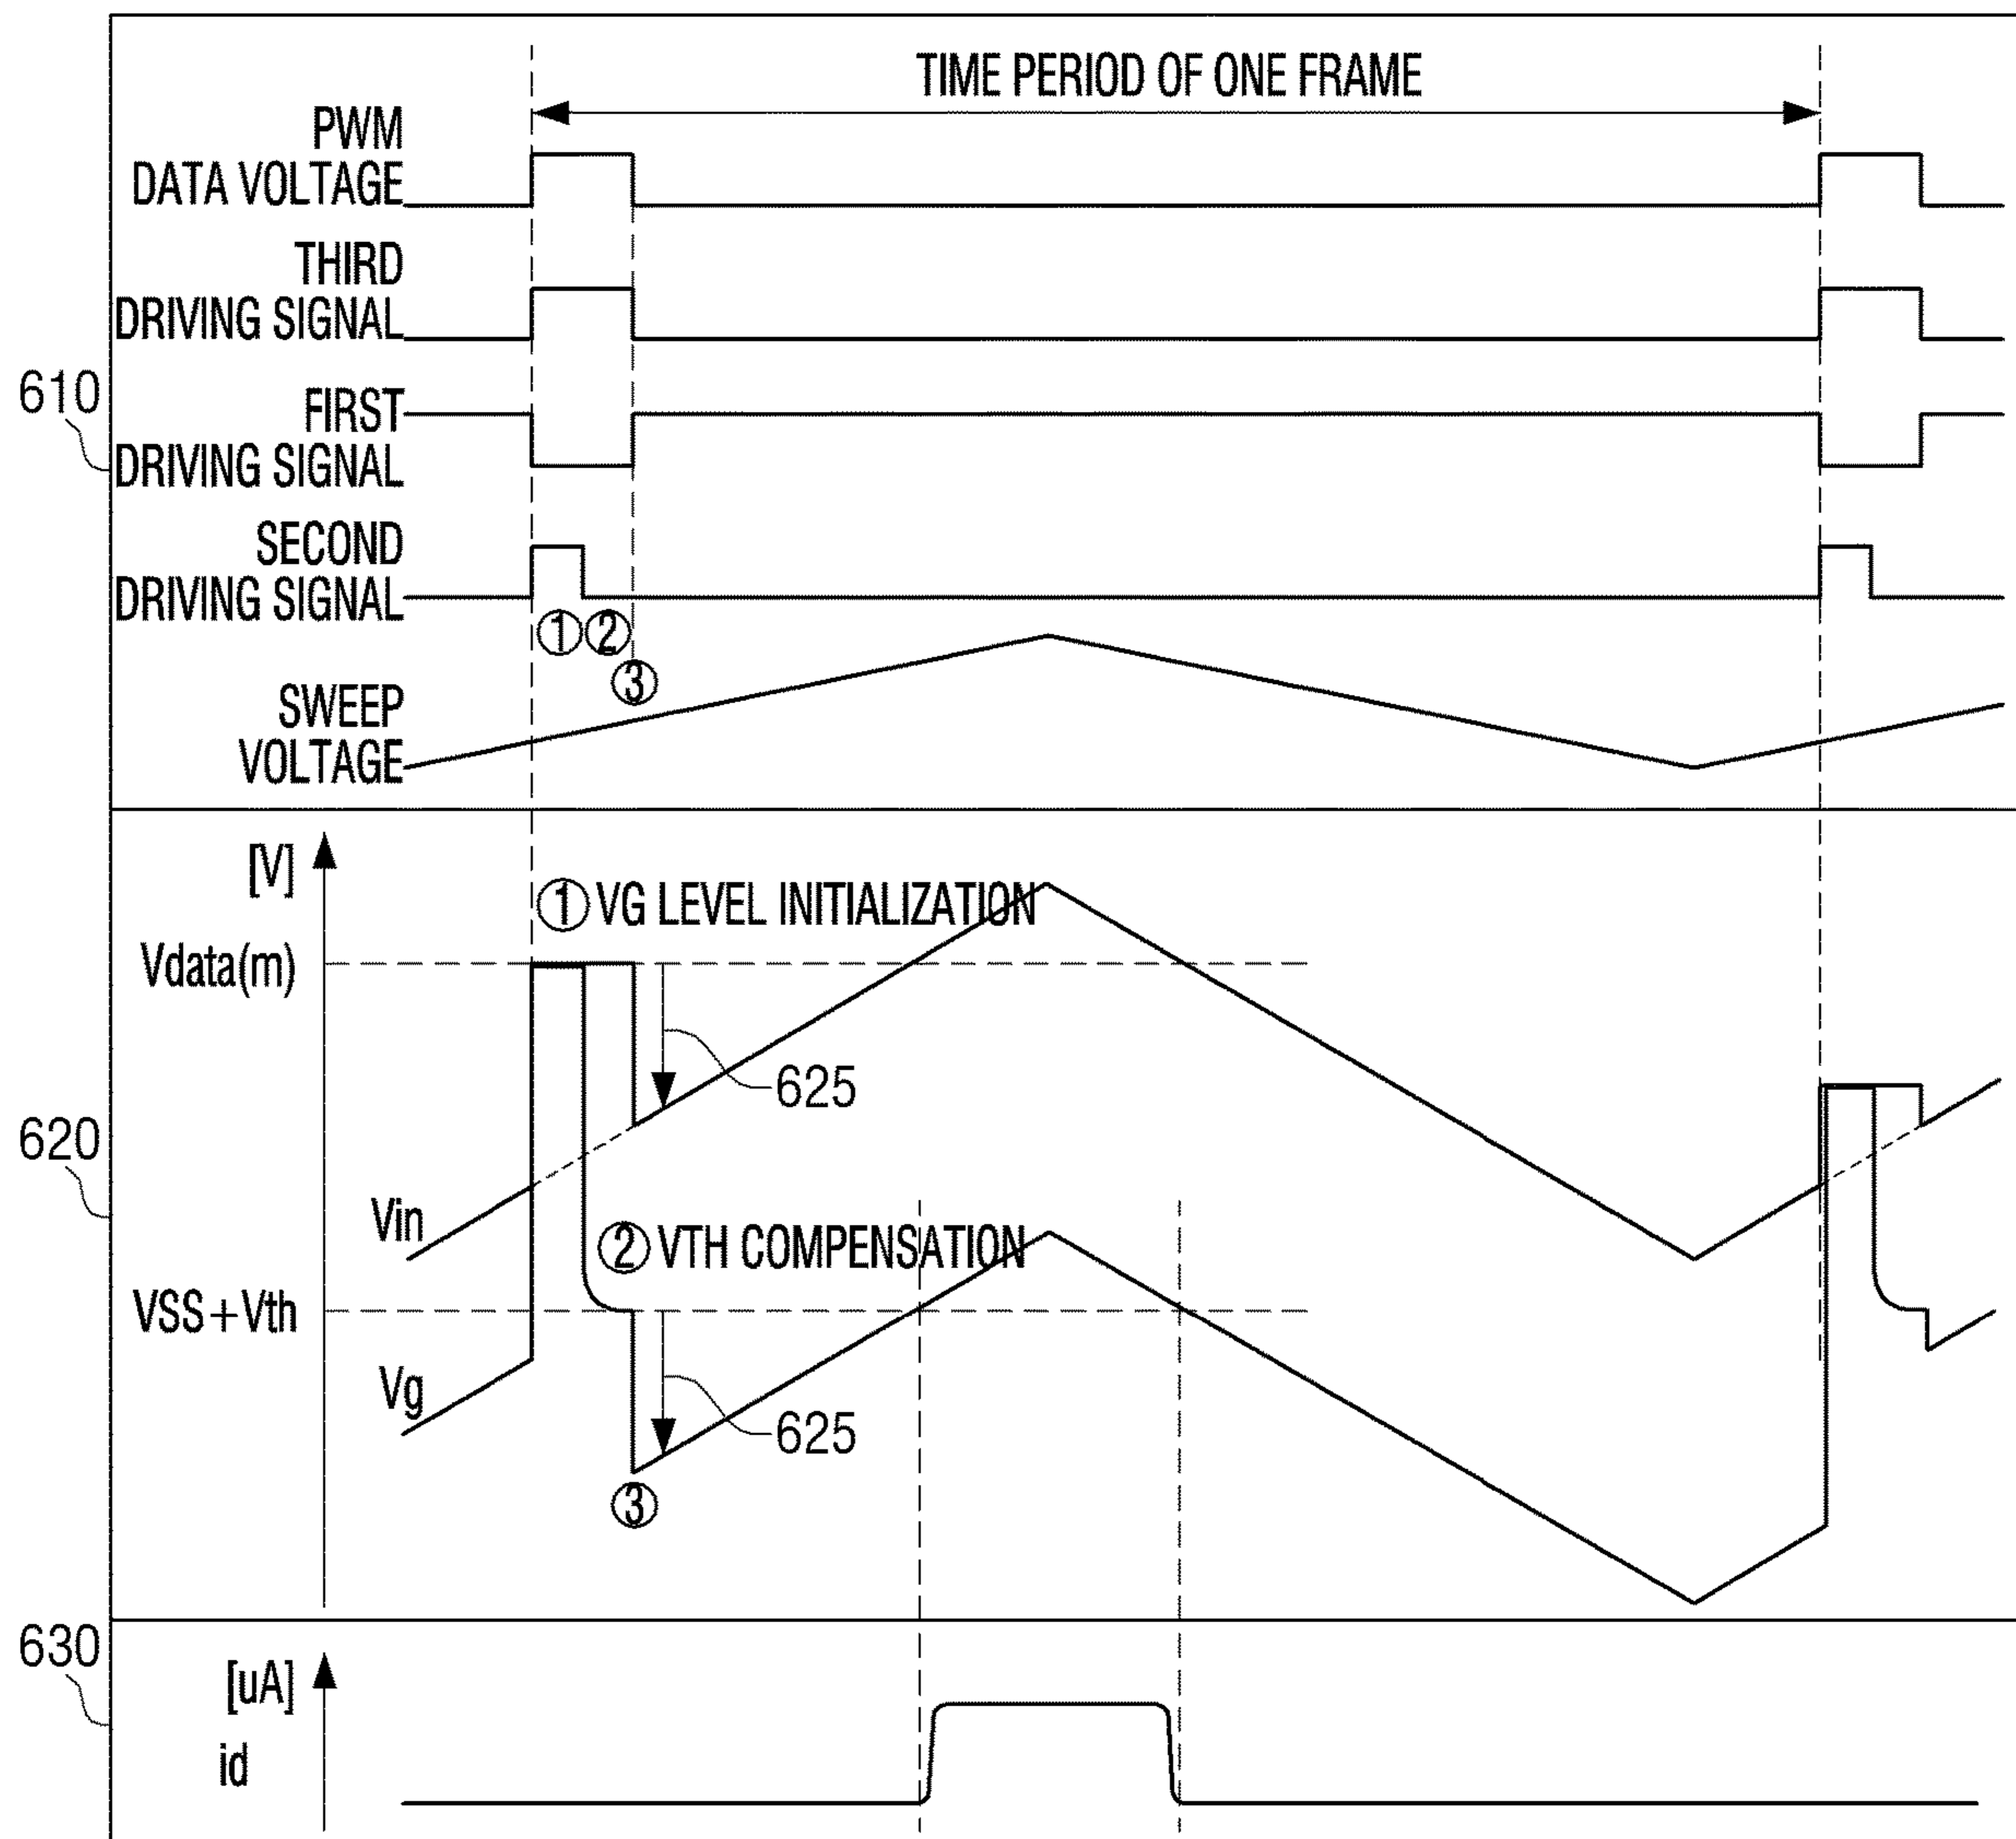 TIME PERIOD OF ONE FRAME
PWM
DATA VOLTAGE
THIRD
DRIVING SIGNAL
610
FIRST
DRIVING SIGNAL
SECOND
DRIVING SIGNAL
① ②
③
SWEEP
VOLTAGE
[V]
① VG LEVEL INITIALIZATION
Vdata(m)
625
620
Vin
② VTH COMPENSATION
VSS+Vth
Vg
625
③
630
[uA]
id